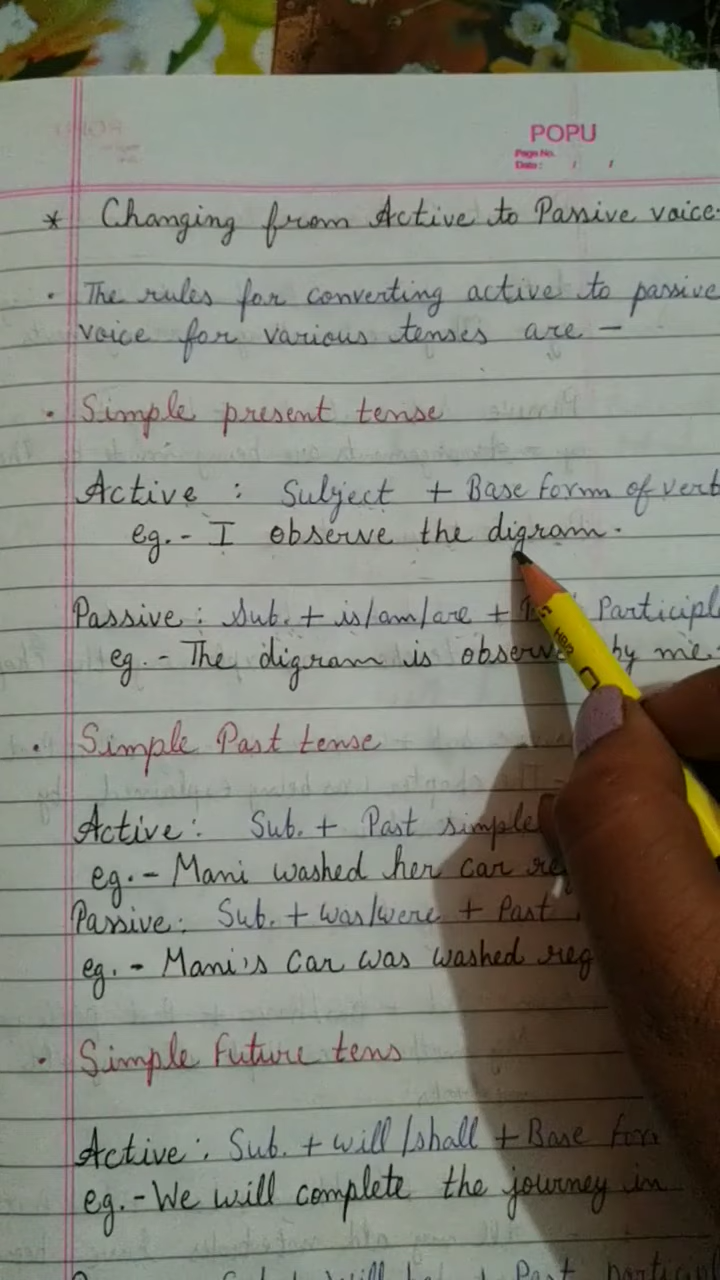 POPU
Page No.
Date : / /
* Changing from Active to Passive voice.
• The rules for converting active to passive
voice for various tenses are –
• Simple present tense
Active : Subject + Base form of
eg. - I observe the digram.
Passive : Sub. + is/am/are +
eg. - The digram is by me.
• Simple Past tense
Active : Sub. + Past simple
eg. - Mani washed her car
Passive : Sub. + was/were + Past
eg. - Mani's car was washed
• Simple Future tens
Active : Sub. + will/shall + Base
eg. - We will complete the journey in